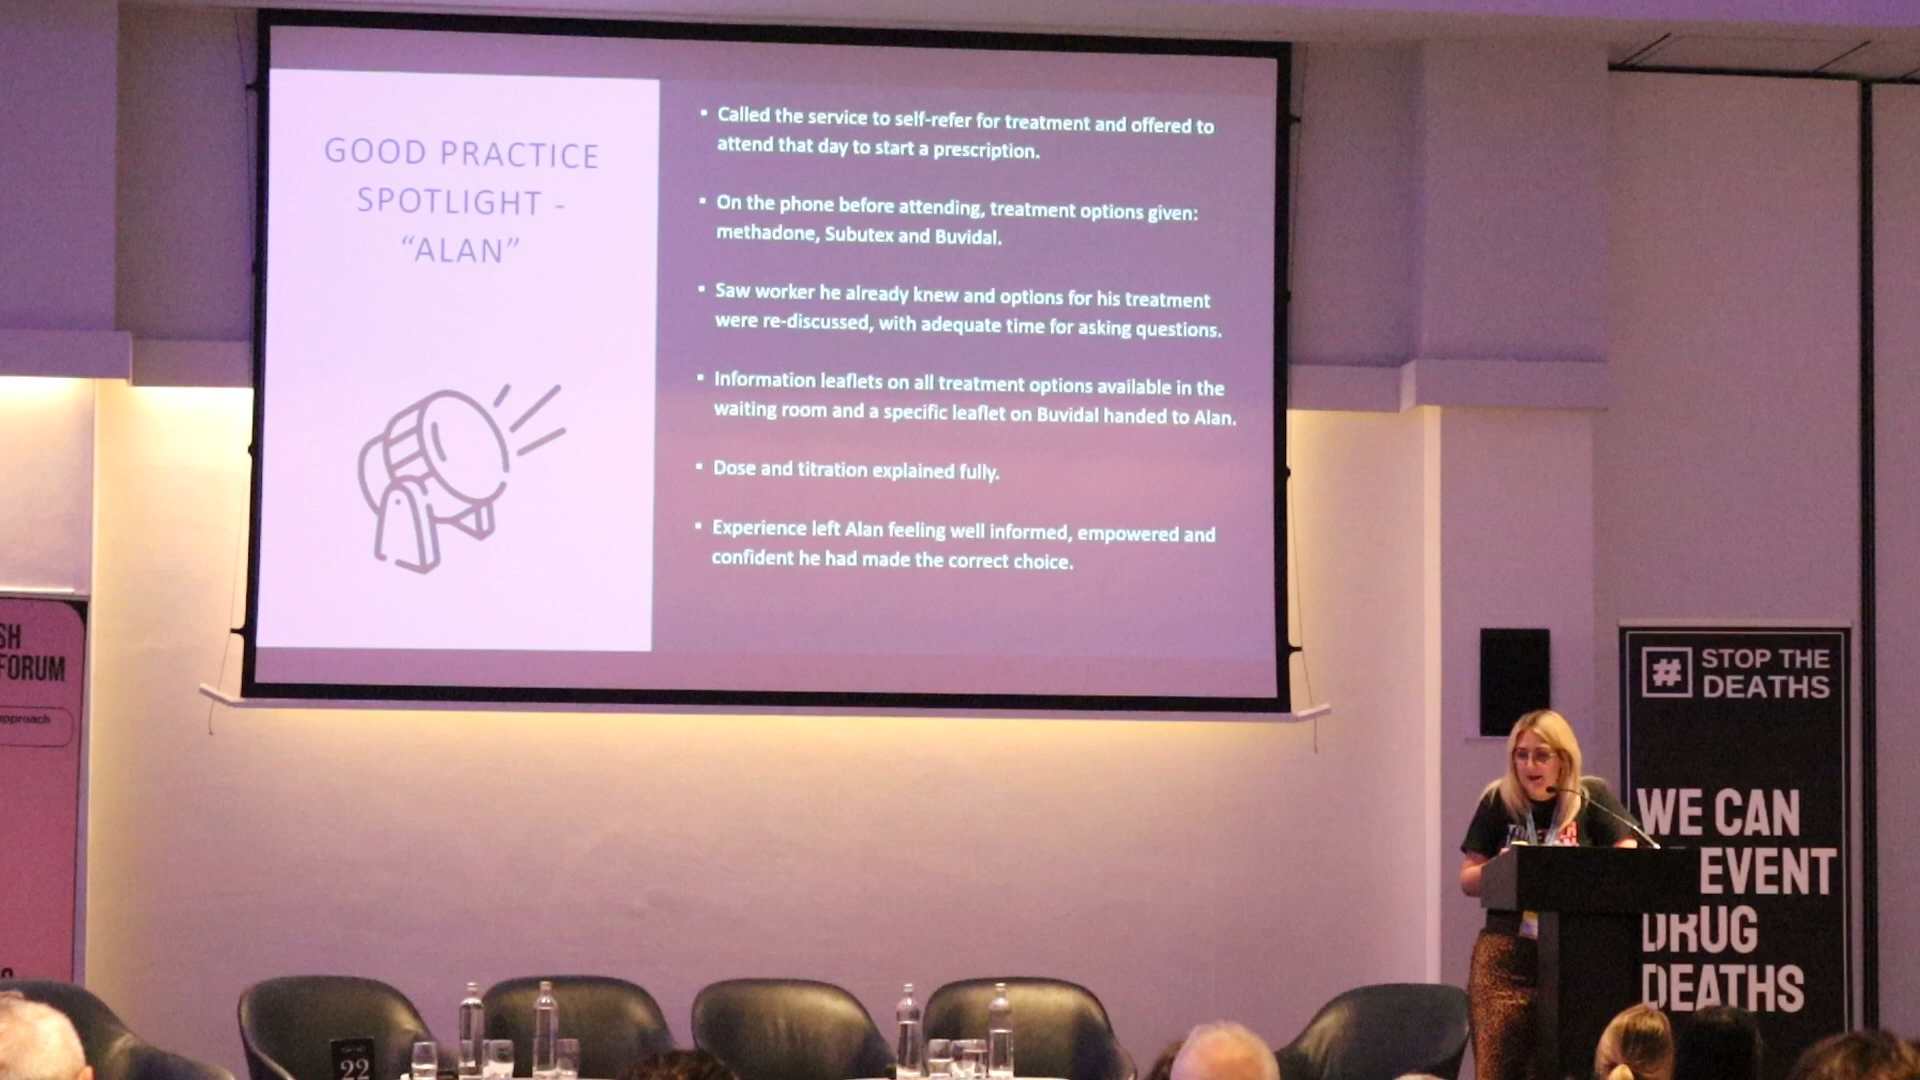 GOOD PRACTICE
SPOTLIGHT -
“ALAN”
▪ Called the service to self-refer for treatment and offered to
attend that day to start a prescription.
▪ On the phone before attending, treatment options given:
methadone, Subutex and Buvidal.
▪ Saw worker he already knew and options for his treatment
were re-discussed, with adequate time for asking questions.
▪ Information leaflets on all treatment options available in the
waiting room and a specific leaflet on Buvidal handed to Alan.
▪ Dose and titration explained fully.
▪ Experience left Alan feeling well informed, empowered and
confident he had made the correct choice.
SH
FORUM
approach
# STOP THE
DEATHS
WE CAN
EVENT
DRUG
DEATHS
22